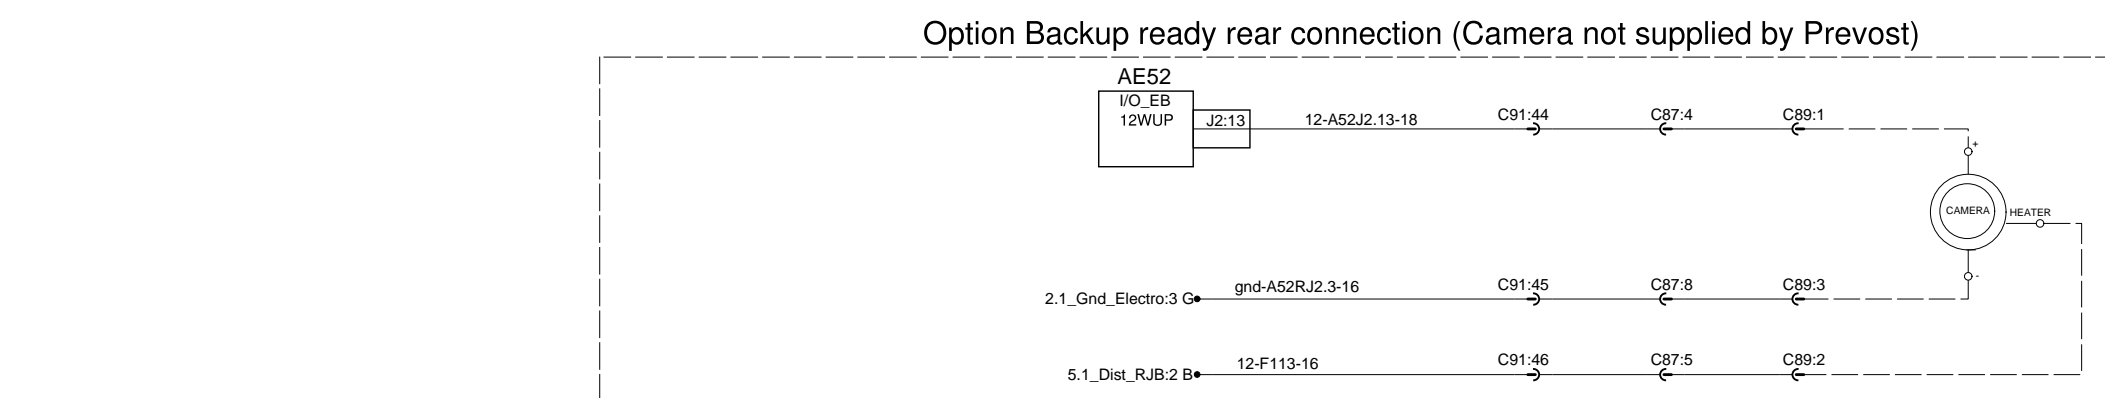 Option Backup ready rear connection (Camera not supplied by Prevost)
AE52
I/O_EB
12WUP
J2:13
12-A52J2.13-18
C91:44
C87:4
C89:1
+
CAMERA
HEATER
-
2.1_Gnd_Electro:3 G
gnd-A52RJ2.3-16
C91:45
C87:8
C89:3
5.1_Dist_RJB:2 B
12-F113-16
C91:46
C87:5
C89:2